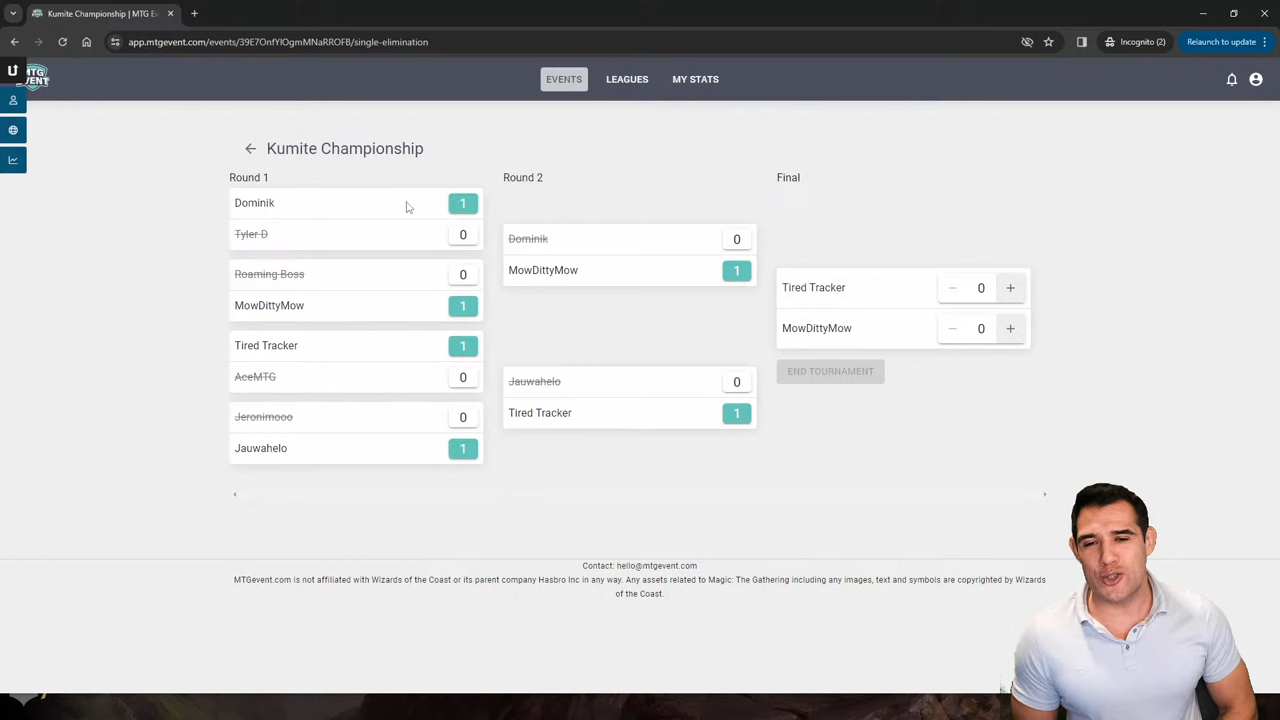 Kumite Championship | MTG Ev
app.mtgevent.com/events/39E7OnfYIOgmMNaRROFB/single-elimination
Incognito (2)
Relaunch to update
MTG
EVENT
EVENTS
LEAGUES
MY STATS
Kumite Championship
Round 1
Dominik 1
Tyler D 0
Roaming Boss 0
MowDittyMow 1
Tired Tracker 1
AceMTG 0
Jeronimooo 0
Jauwahelo 1
Round 2
Dominik 0
MowDittyMow 1
Jauwahelo 0
Tired Tracker 1
Final
Tired Tracker − 0 +
MowDittyMow − 0 +
END TOURNAMENT
Contact: hello@mtgevent.com
MTGevent.com is not affiliated with Wizards of the Coast or its parent company Hasbro Inc in any way. Any assets related to Magic: The Gathering including any images, text and symbols are copyrighted by Wizards
of the Coast.